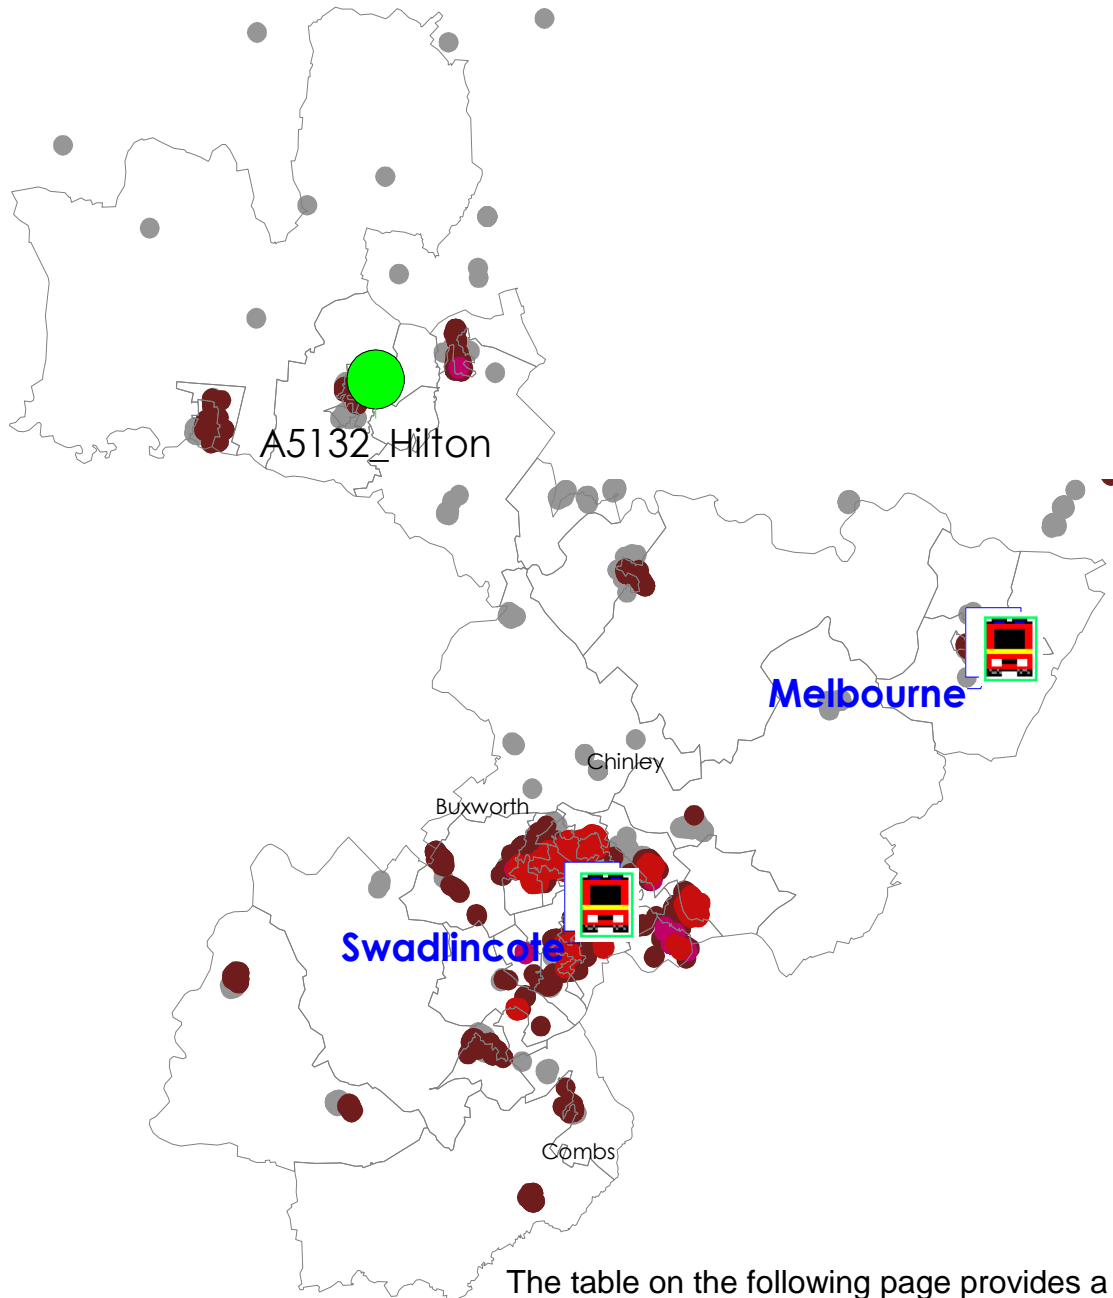 A5132_Hilton
Melbourne
Chinley
Buxworth
Swadlincote
Combs
The table on the following page provides a